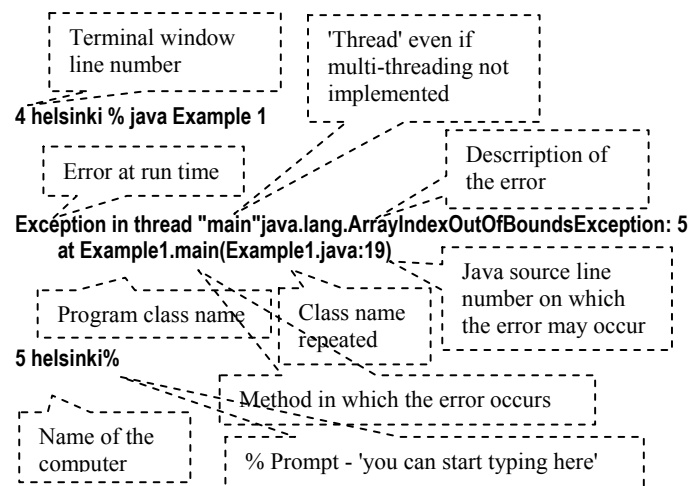 Terminal window
line number
'Thread' even if
multi-threading not
implemented
4 helsinki % java Example 1
Error at run time
Descrription of
the error
Exception in thread "main"java.lang.ArrayIndexOutOfBoundsException: 5
at Example1.main(Example1.java:19)
Java source line
number on which
the error may occur
Program class name
Class name
repeated
5 helsinki%
Method in which the error occurs
Name of the
computer
% Prompt - 'you can start typing here'